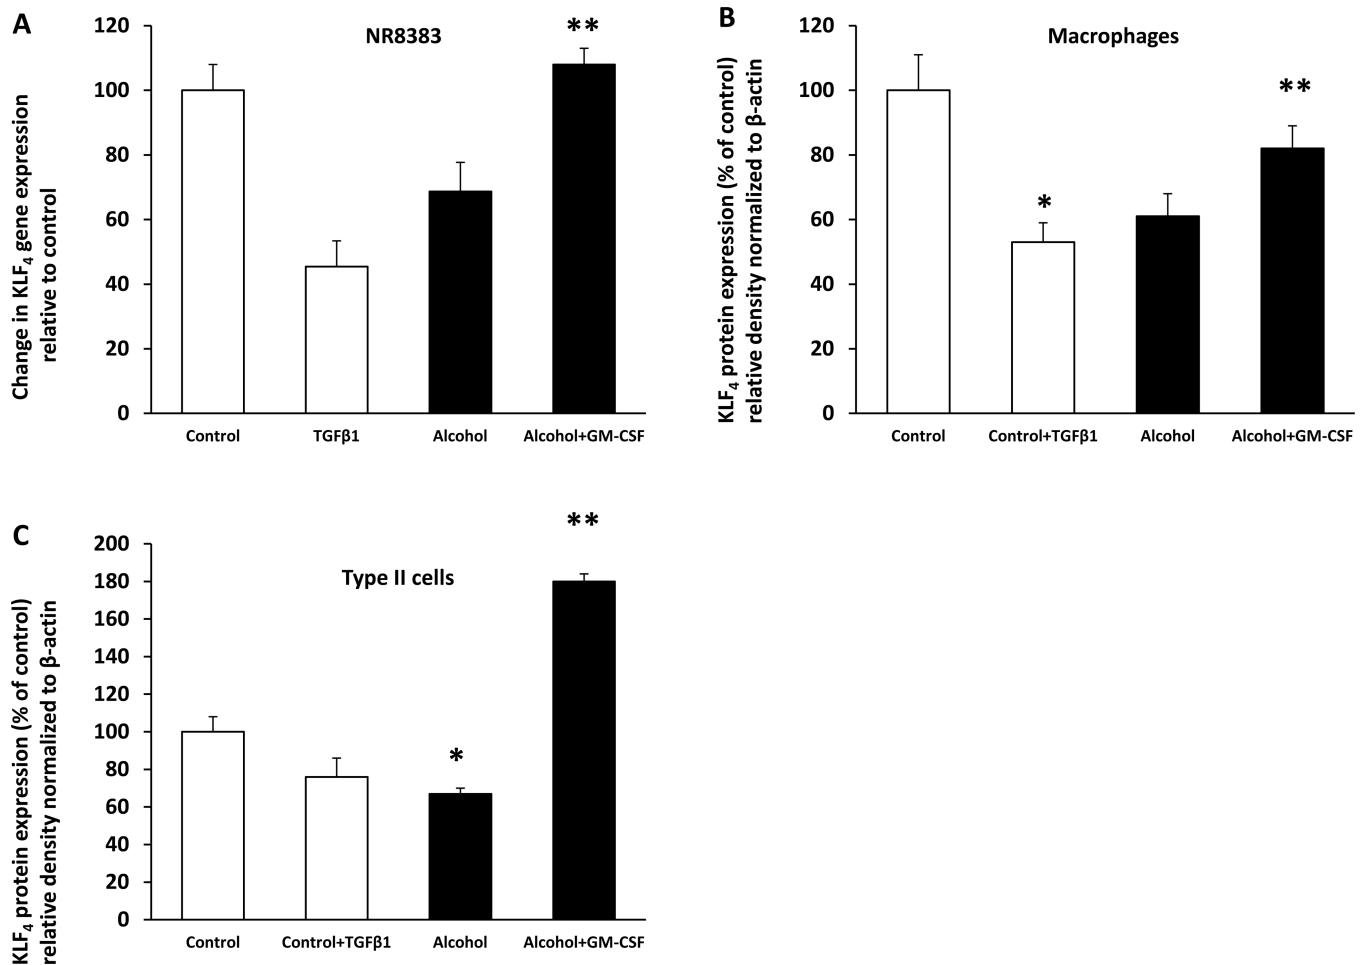 A
NR8383
**
Change in KLF4 gene expression
relative to control
120
100
80
60
40
20
0
Control
TGFβ1
Alcohol
Alcohol+GM-CSF
B
Macrophages
*
**
KLF4 protein expression (% of control)
relative density normalized to β-actin
120
100
80
60
40
20
0
Control
Control+TGFβ1
Alcohol
Alcohol+GM-CSF
C
Type II cells
*
**
KLF4 protein expression (% of control)
relative density normalized to β-actin
200
180
160
140
120
100
80
60
40
20
0
Control
Control+TGFβ1
Alcohol
Alcohol+GM-CSF